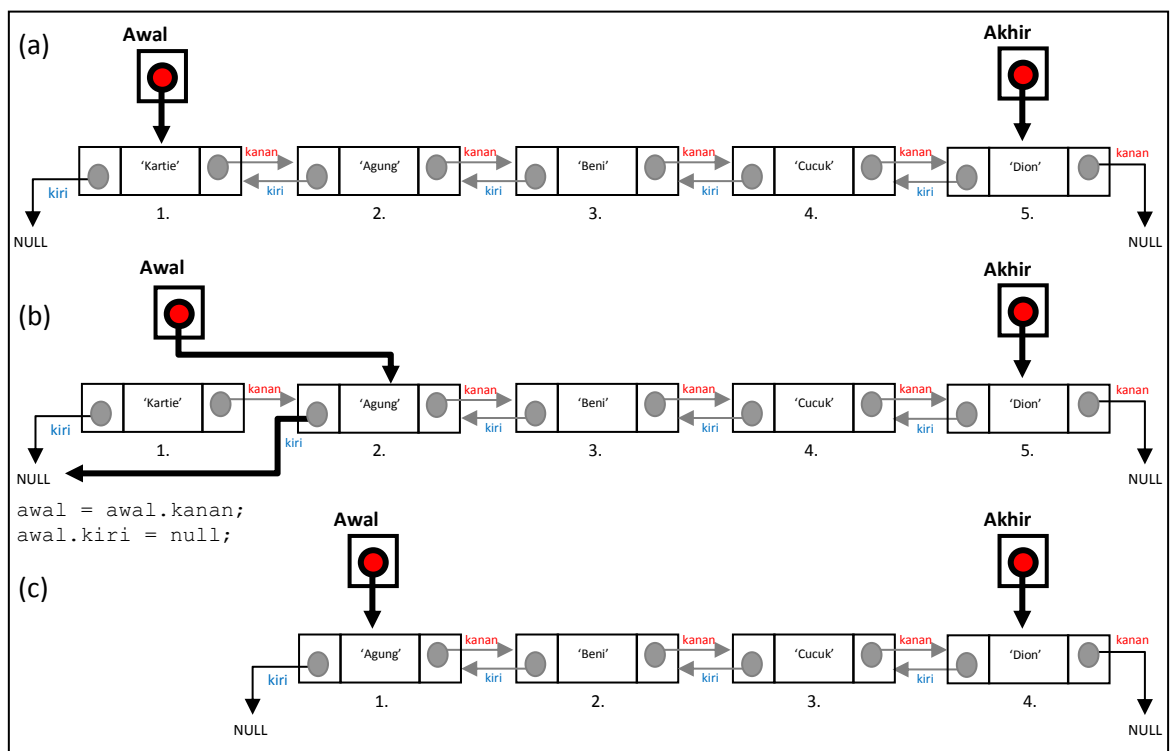 (a)
Awal
Akhir
kanan kanan kanan kanan kanan
'Kartie' 'Agung' 'Beni' 'Cucuk' 'Dion'
kiri kiri kiri kiri kiri
1. 2. 3. 4. 5.
NULL NULL
Awal
Akhir
(b)
kanan kanan kanan kanan kanan
'Kartie' 'Agung' 'Beni' 'Cucuk' 'Dion'
kiri kiri kiri kiri kiri
1. 2. 3. 4. 5.
NULL NULL
awal = awal.kanan;
awal.kiri = null;
Awal
Akhir
(c)
kanan kanan kanan kanan
'Agung' 'Beni' 'Cucuk' 'Dion'
kiri kiri kiri kiri
1. 2. 3. 4.
NULL NULL